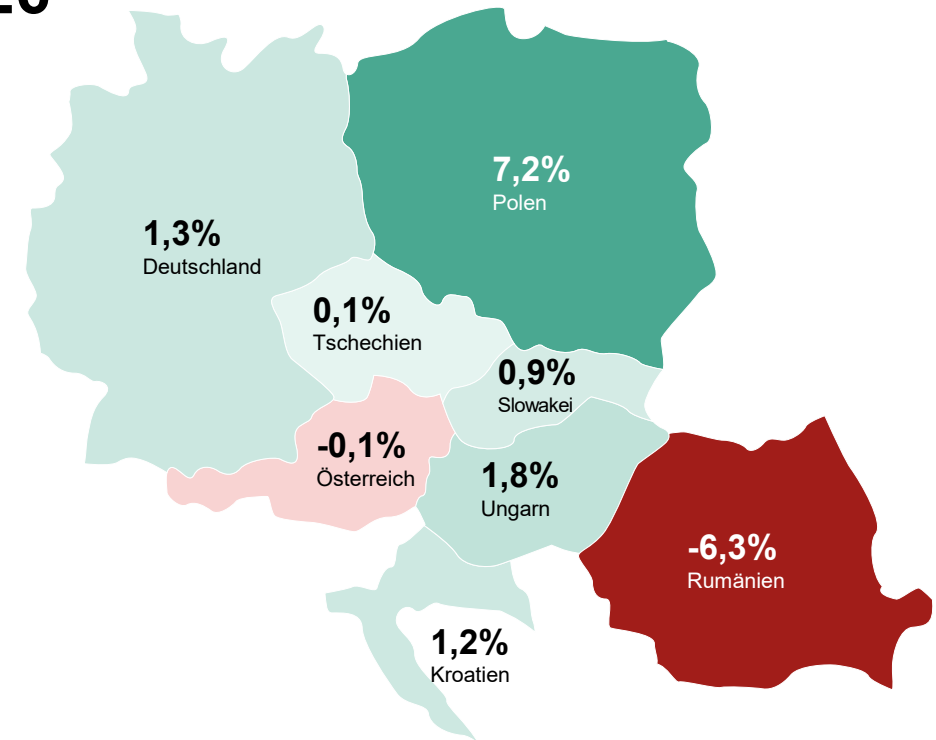 7,2%
Polen
1,3%
Deutschland
0,1%
Tschechien
0,9%
Slowakei
-0,1%
Österreich
1,8%
Ungarn
-6,3%
Rumänien
1,2%
Kroatien